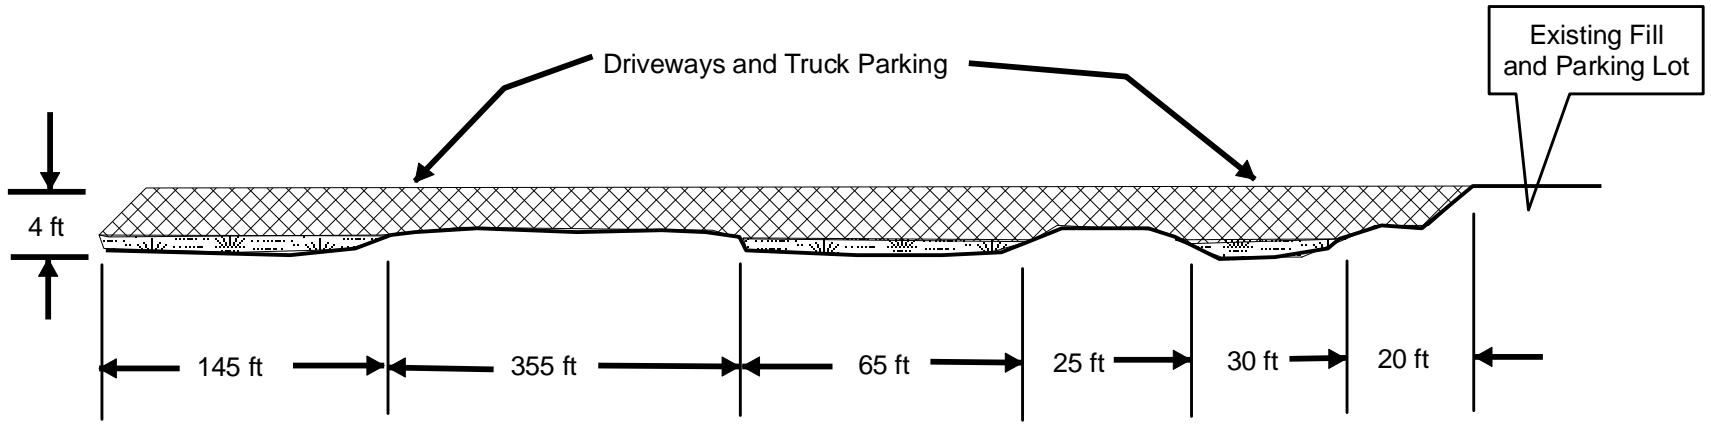 Existing Fill
and Parking Lot
Driveways and Truck Parking
4 ft
145 ft
355 ft
65 ft
25 ft
30 ft
20 ft